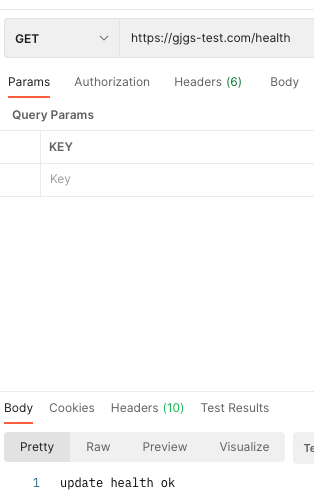 GET https://gjgs-test.com/health
Params Authorization Headers (6) Body
Query Params
KEY
Key
Body Cookies Headers (10) Test Results
Pretty Raw Preview Visualize
1 update health ok